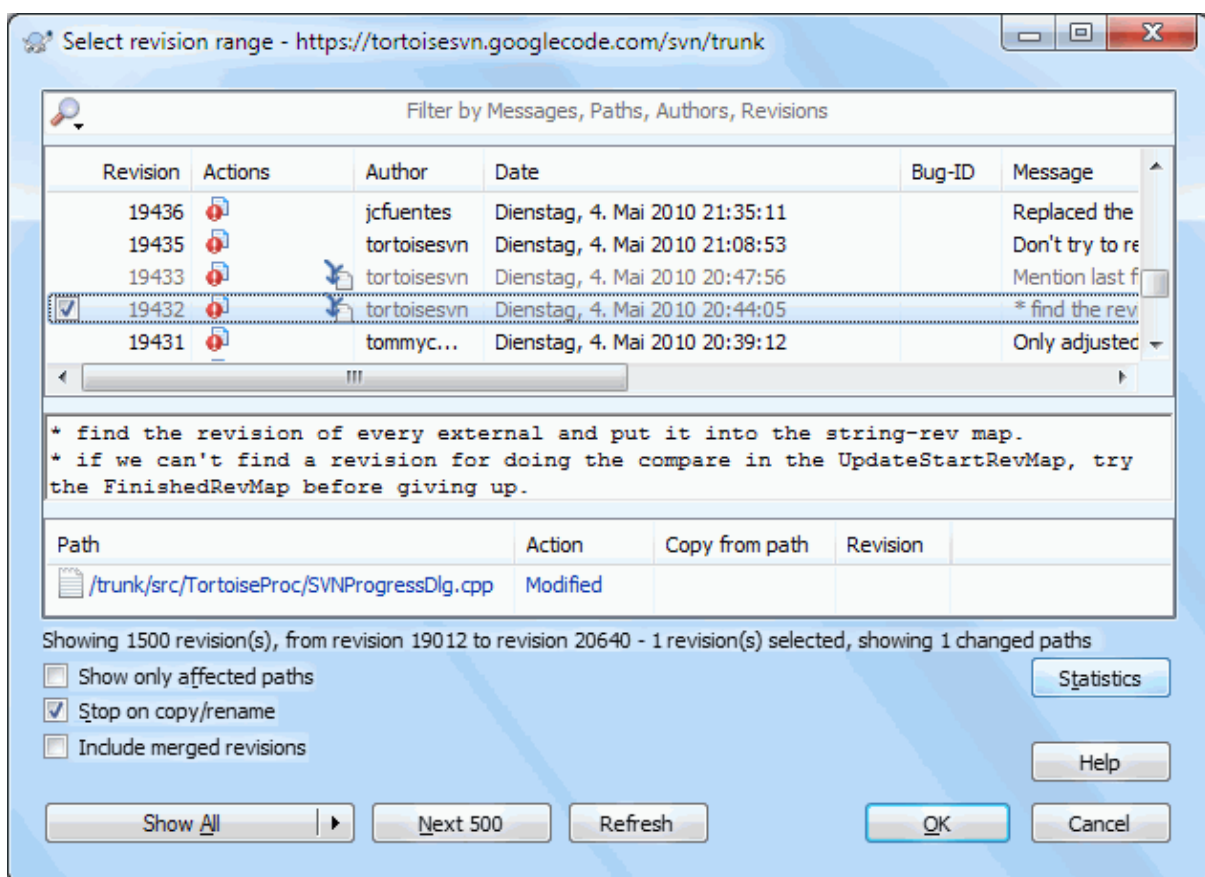 Select revision range - https://tortoisesvn.googlecode.com/svn/trunk
Filter by Messages, Paths, Authors, Revisions
Revision Actions Author Date Bug-ID Message
19436 jcfuentes Dienstag, 4. Mai 2010 21:35:11 Replaced the
19435 tortoisesvn Dienstag, 4. Mai 2010 21:08:53 Don't try to re
19433 tortoisesvn Dienstag, 4. Mai 2010 20:47:56 Mention last f
19432 tortoisesvn Dienstag, 4. Mai 2010 20:44:05 * find the rev
19431 tommyc... Dienstag, 4. Mai 2010 20:39:12 Only adjusted
* find the revision of every external and put it into the string-rev map.
* if we can't find a revision for doing the compare in the UpdateStartRevMap, try
the FinishedRevMap before giving up.
Path Action Copy from path Revision
/trunk/src/TortoiseProc/SVNProgressDlg.cpp Modified
Showing 1500 revision(s), from revision 19012 to revision 20640 - 1 revision(s) selected, showing 1 changed paths
Show only affected paths
Statistics
Stop on copy/rename
Include merged revisions
Help
Show All Next 500 Refresh OK Cancel